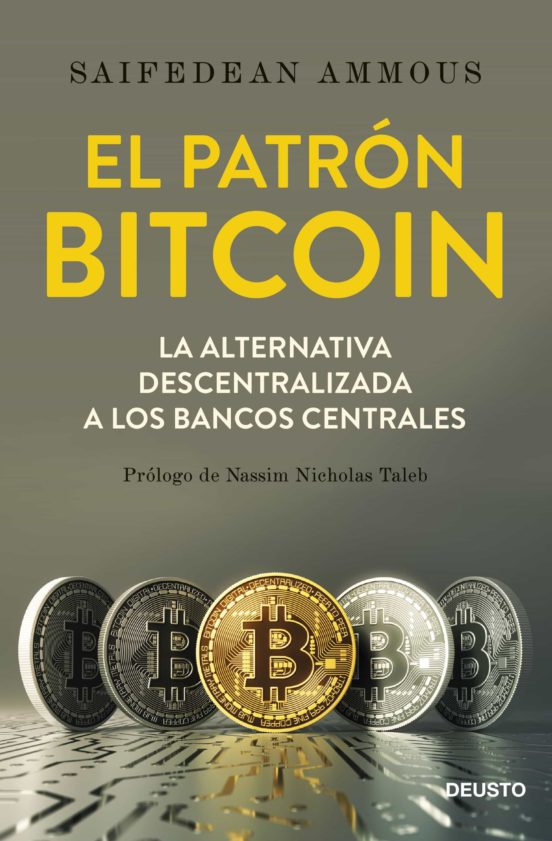 SAIFEDEAN AMMOUS
EL PATRÓN
BITCOIN
LA ALTERNATIVA
DESCENTRALIZADA
A LOS BANCOS CENTRALES
Prólogo de Nassim Nicholas Taleb
DEUSTO